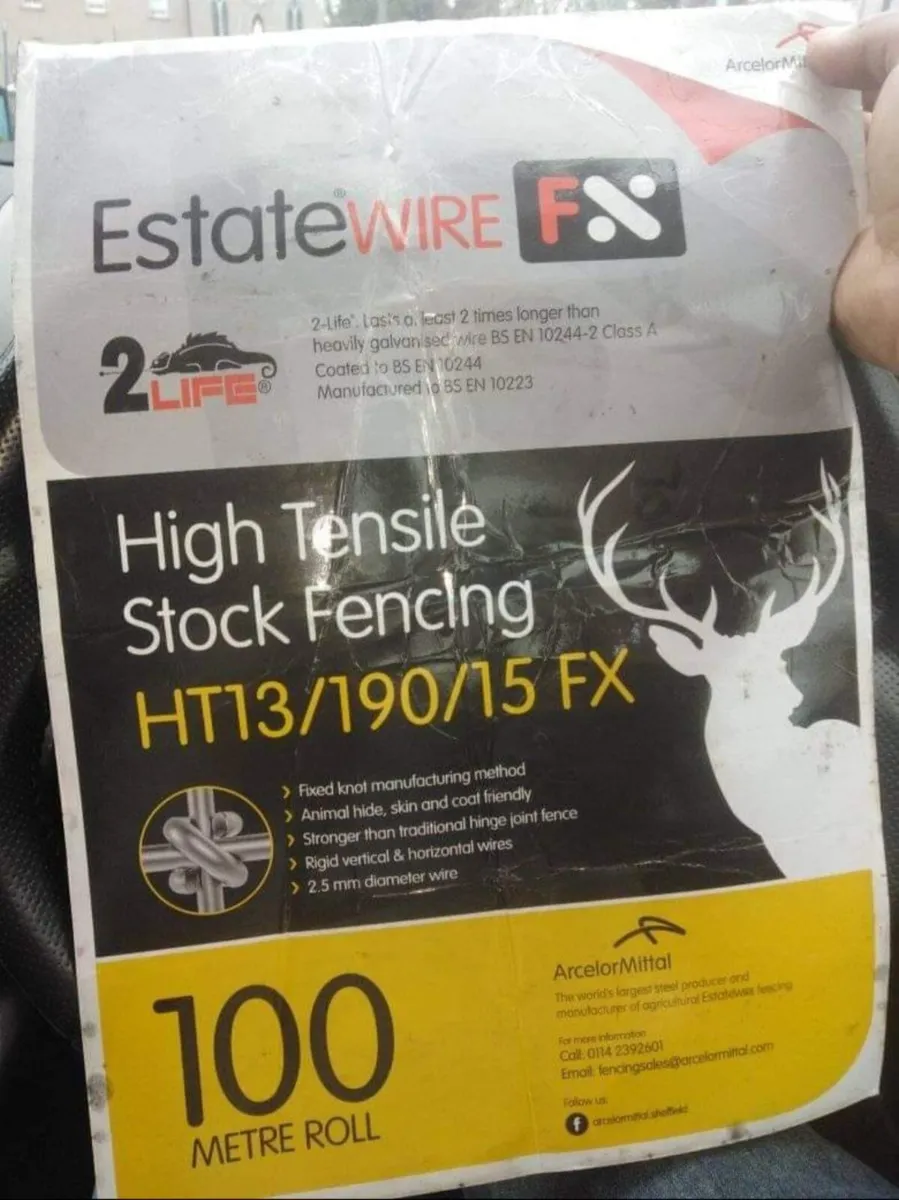 ArcelorMit
Estate®WIRE FX
2LIFE®
2-Life®. Lasts at least 2 times longer than
heavily galvanised wire BS EN 10244-2 Class A
Coated to BS EN 10244
Manufactured to BS EN 10223
High Tensile
Stock Fencing
HT13/190/15 FX
> Fixed knot manufacturing method
> Animal hide, skin and coat friendly
> Stronger than traditional hinge joint fence
> Rigid vertical & horizontal wires
> 2.5 mm diameter wire
100
METRE ROLL
ArcelorMittal
The world's largest steel producer and
manufacturer of agricultural Estatewire fencing
For more information
Call: 0114 2392601
Email: fencingsales@arcelormittal.com
Follow us:
f arcelormittal.sheffield